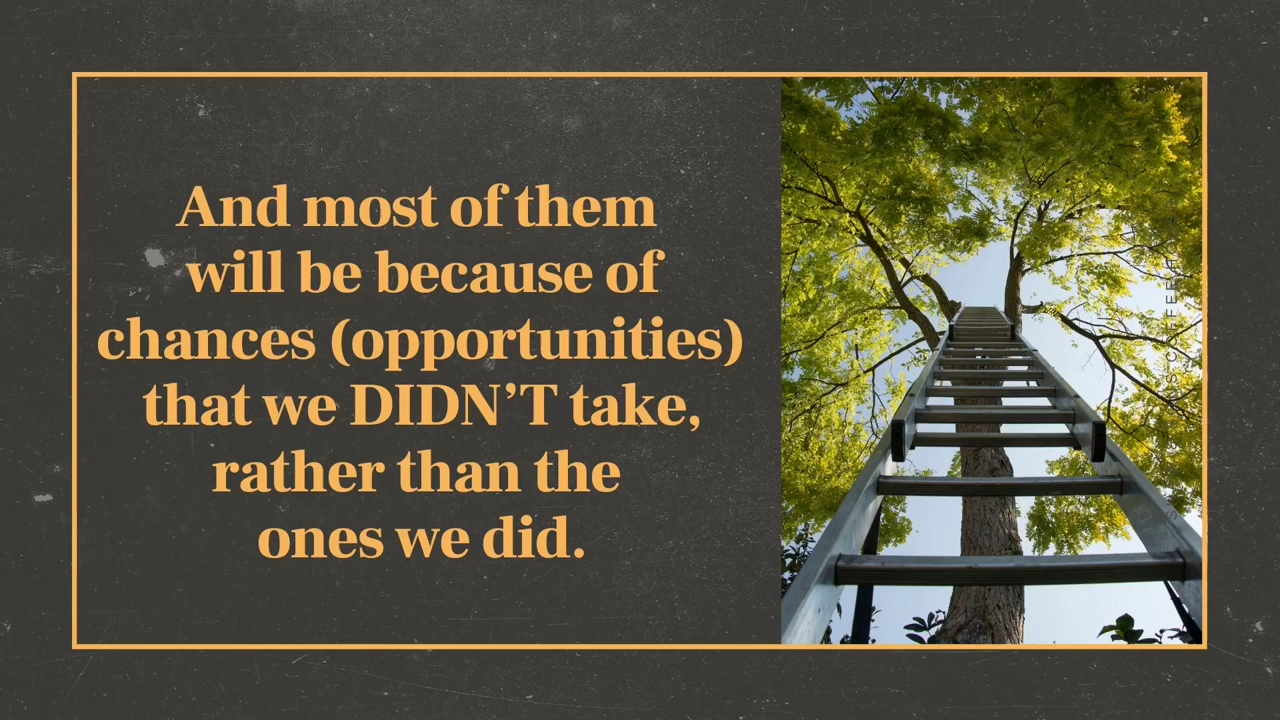 And most of them
will be because of
chances (opportunities)
that we DIDN’T take,
rather than the
ones we did.